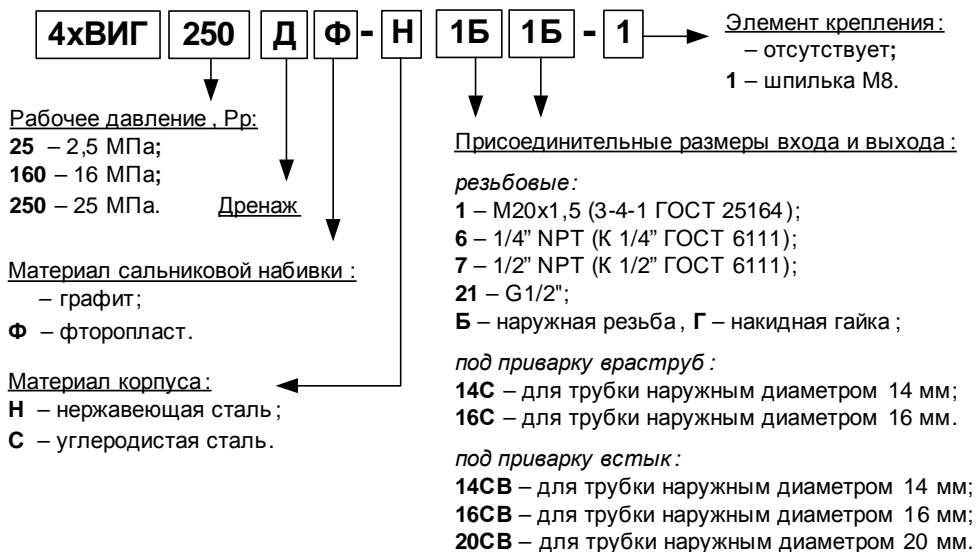 4хВИГ 250 Д Ф - Н 1Б 1Б - 1
Элемент крепления:
– отсутствует;
1 – шпилька М8.
Рабочее давление, Рр:
25 – 2,5 МПа;
160 – 16 МПа;
250 – 25 МПа.
Дренаж
Материал сальниковой набивки:
– графит;
Ф – фторопласт.
Материал корпуса:
Н – нержавеющая сталь;
С – углеродистая сталь.
Присоединительные размеры входа и выхода:
резьбовые:
1 – М20х1,5 (3-4-1 ГОСТ 25164);
6 – 1/4” NPT (К 1/4” ГОСТ 6111);
7 – 1/2” NPT (К 1/2” ГОСТ 6111);
21 – G1/2";
Б – наружная резьба, Г – накидная гайка;
под приварку враструб:
14С – для трубки наружным диаметром 14 мм;
16С – для трубки наружным диаметром 16 мм.
под приварку встык:
14СВ – для трубки наружным диаметром 14 мм;
16СВ – для трубки наружным диаметром 16 мм;
20СВ – для трубки наружным диаметром 20 мм.